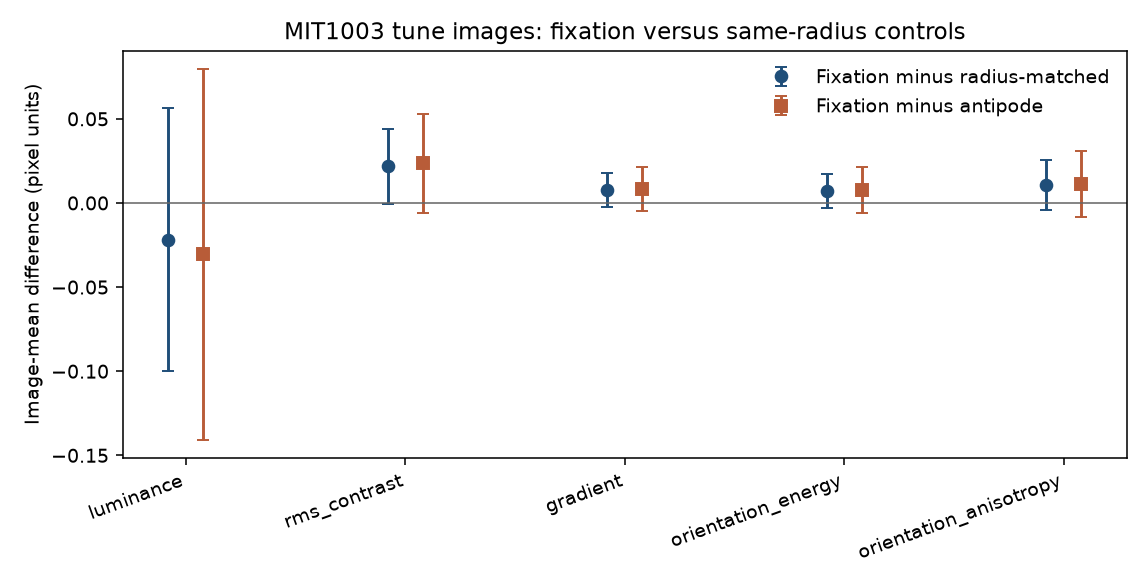 MIT1003 tune images: fixation versus same-radius controls
Fixation minus radius-matched
Fixation minus antipode
Image-mean difference (pixel units)
0.05
0.00
−0.05
−0.10
−0.15
luminance
rms_contrast
gradient
orientation_energy
orientation_anisotropy